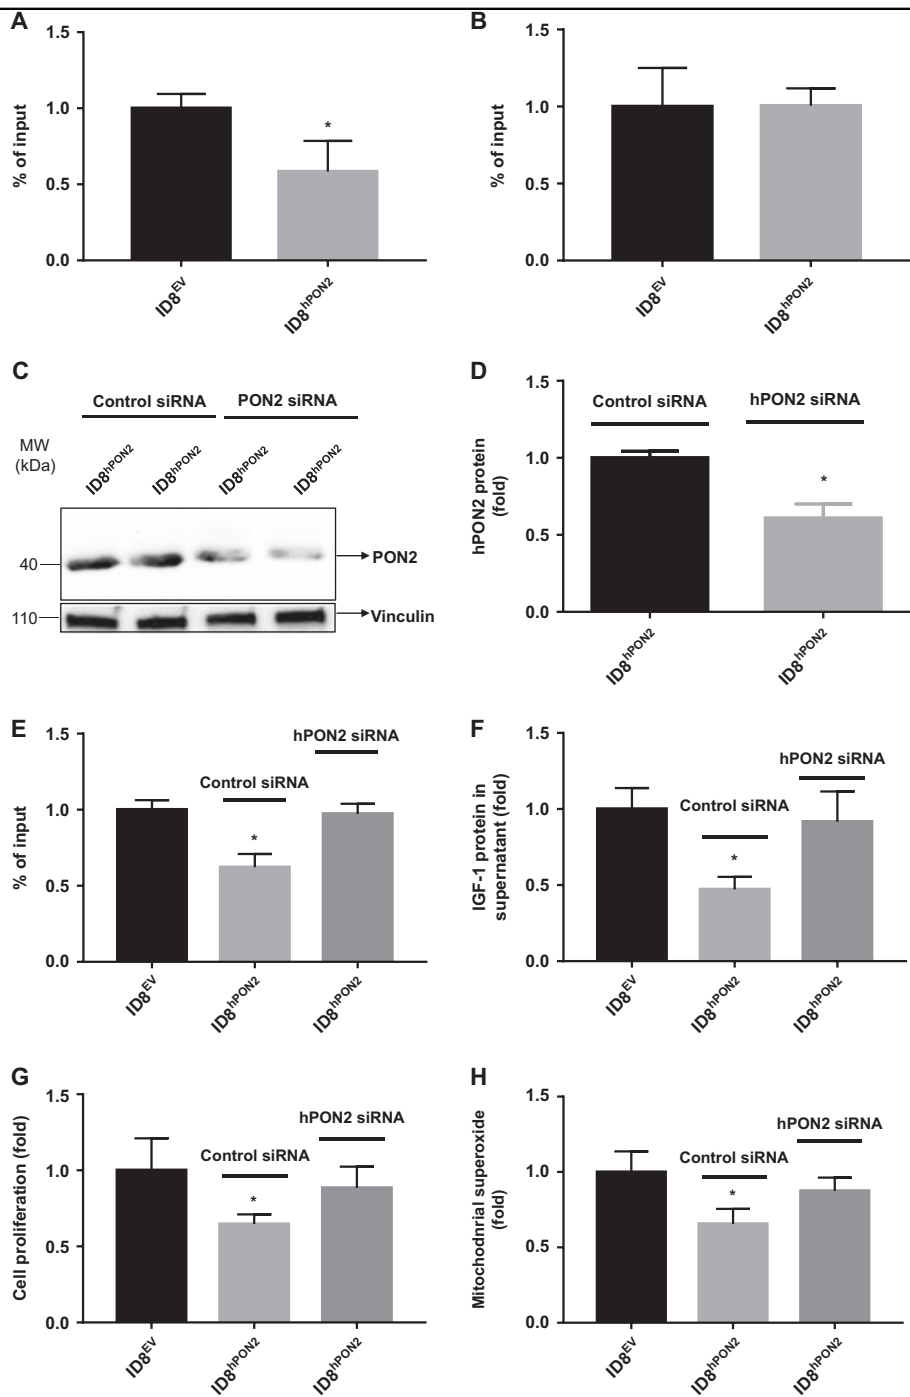 A
1.5
1.0
0.5
0.0
% of input
*
ID8EV
ID8hPON2
B
1.5
1.0
0.5
0.0
% of input
ID8EV
ID8hPON2
C
Control siRNA
PON2 siRNA
MW
(kDa)
ID8hPON2
ID8hPON2
ID8hPON2
ID8hPON2
40
PON2
110
Vinculin
D
1.5
1.0
0.5
0.0
hPON2 protein
(fold)
Control siRNA
hPON2 siRNA
*
ID8hPON2
ID8hPON2
E
1.5
1.0
0.5
0.0
% of input
Control siRNA
hPON2 siRNA
*
ID8EV
ID8hPON2
ID8hPON2
F
1.5
1.0
0.5
0.0
IGF-1 protein in
supernatant (fold)
Control siRNA
hPON2 siRNA
*
ID8EV
ID8hPON2
ID8hPON2
G
1.5
1.0
0.5
0.0
Cell proliferation (fold)
Control siRNA
hPON2 siRNA
*
ID8EV
ID8hPON2
ID8hPON2
H
1.5
1.0
0.5
0.0
Mitochodnrial superoxide
(fold)
Control siRNA
hPON2 siRNA
*
ID8EV
ID8hPON2
ID8hPON2